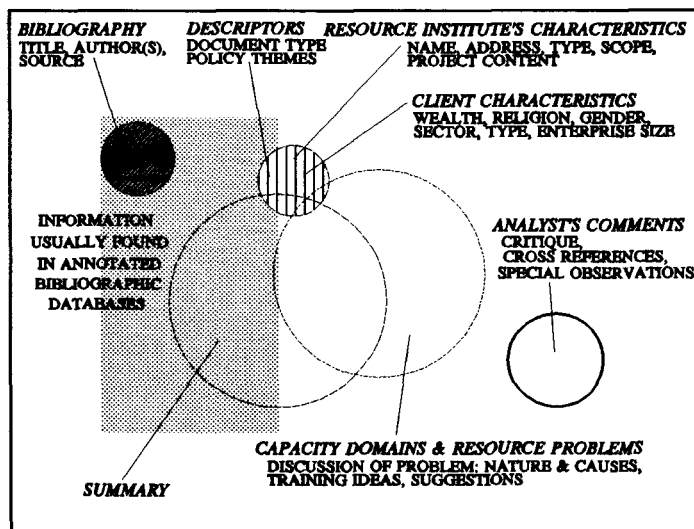 BIBLIOGRAPHY
TITLE, AUTHOR(S),
SOURCE
DESCRIPTORS
DOCUMENT TYPE
POLICY THEMES
RESOURCE INSTITUTE'S CHARACTERISTICS
NAME, ADDRESS, TYPE, SCOPE,
PROJECT CONTENT
CLIENT CHARACTERISTICS
WEALTH, RELIGION, GENDER,
SECTOR, TYPE, ENTERPRISE SIZE
INFORMATION
USUALLY FOUND
IN ANNOTATED
BIBLIOGRAPHIC
DATABASES
ANALYST'S COMMENTS
CRITIQUE,
CROSS REFERENCES,
SPECIAL OBSERVATIONS
CAPACITY DOMAINS & RESOURCE PROBLEMS
DISCUSSION OF PROBLEM: NATURE & CAUSES,
TRAINING IDEAS, SUGGESTIONS
SUMMARY